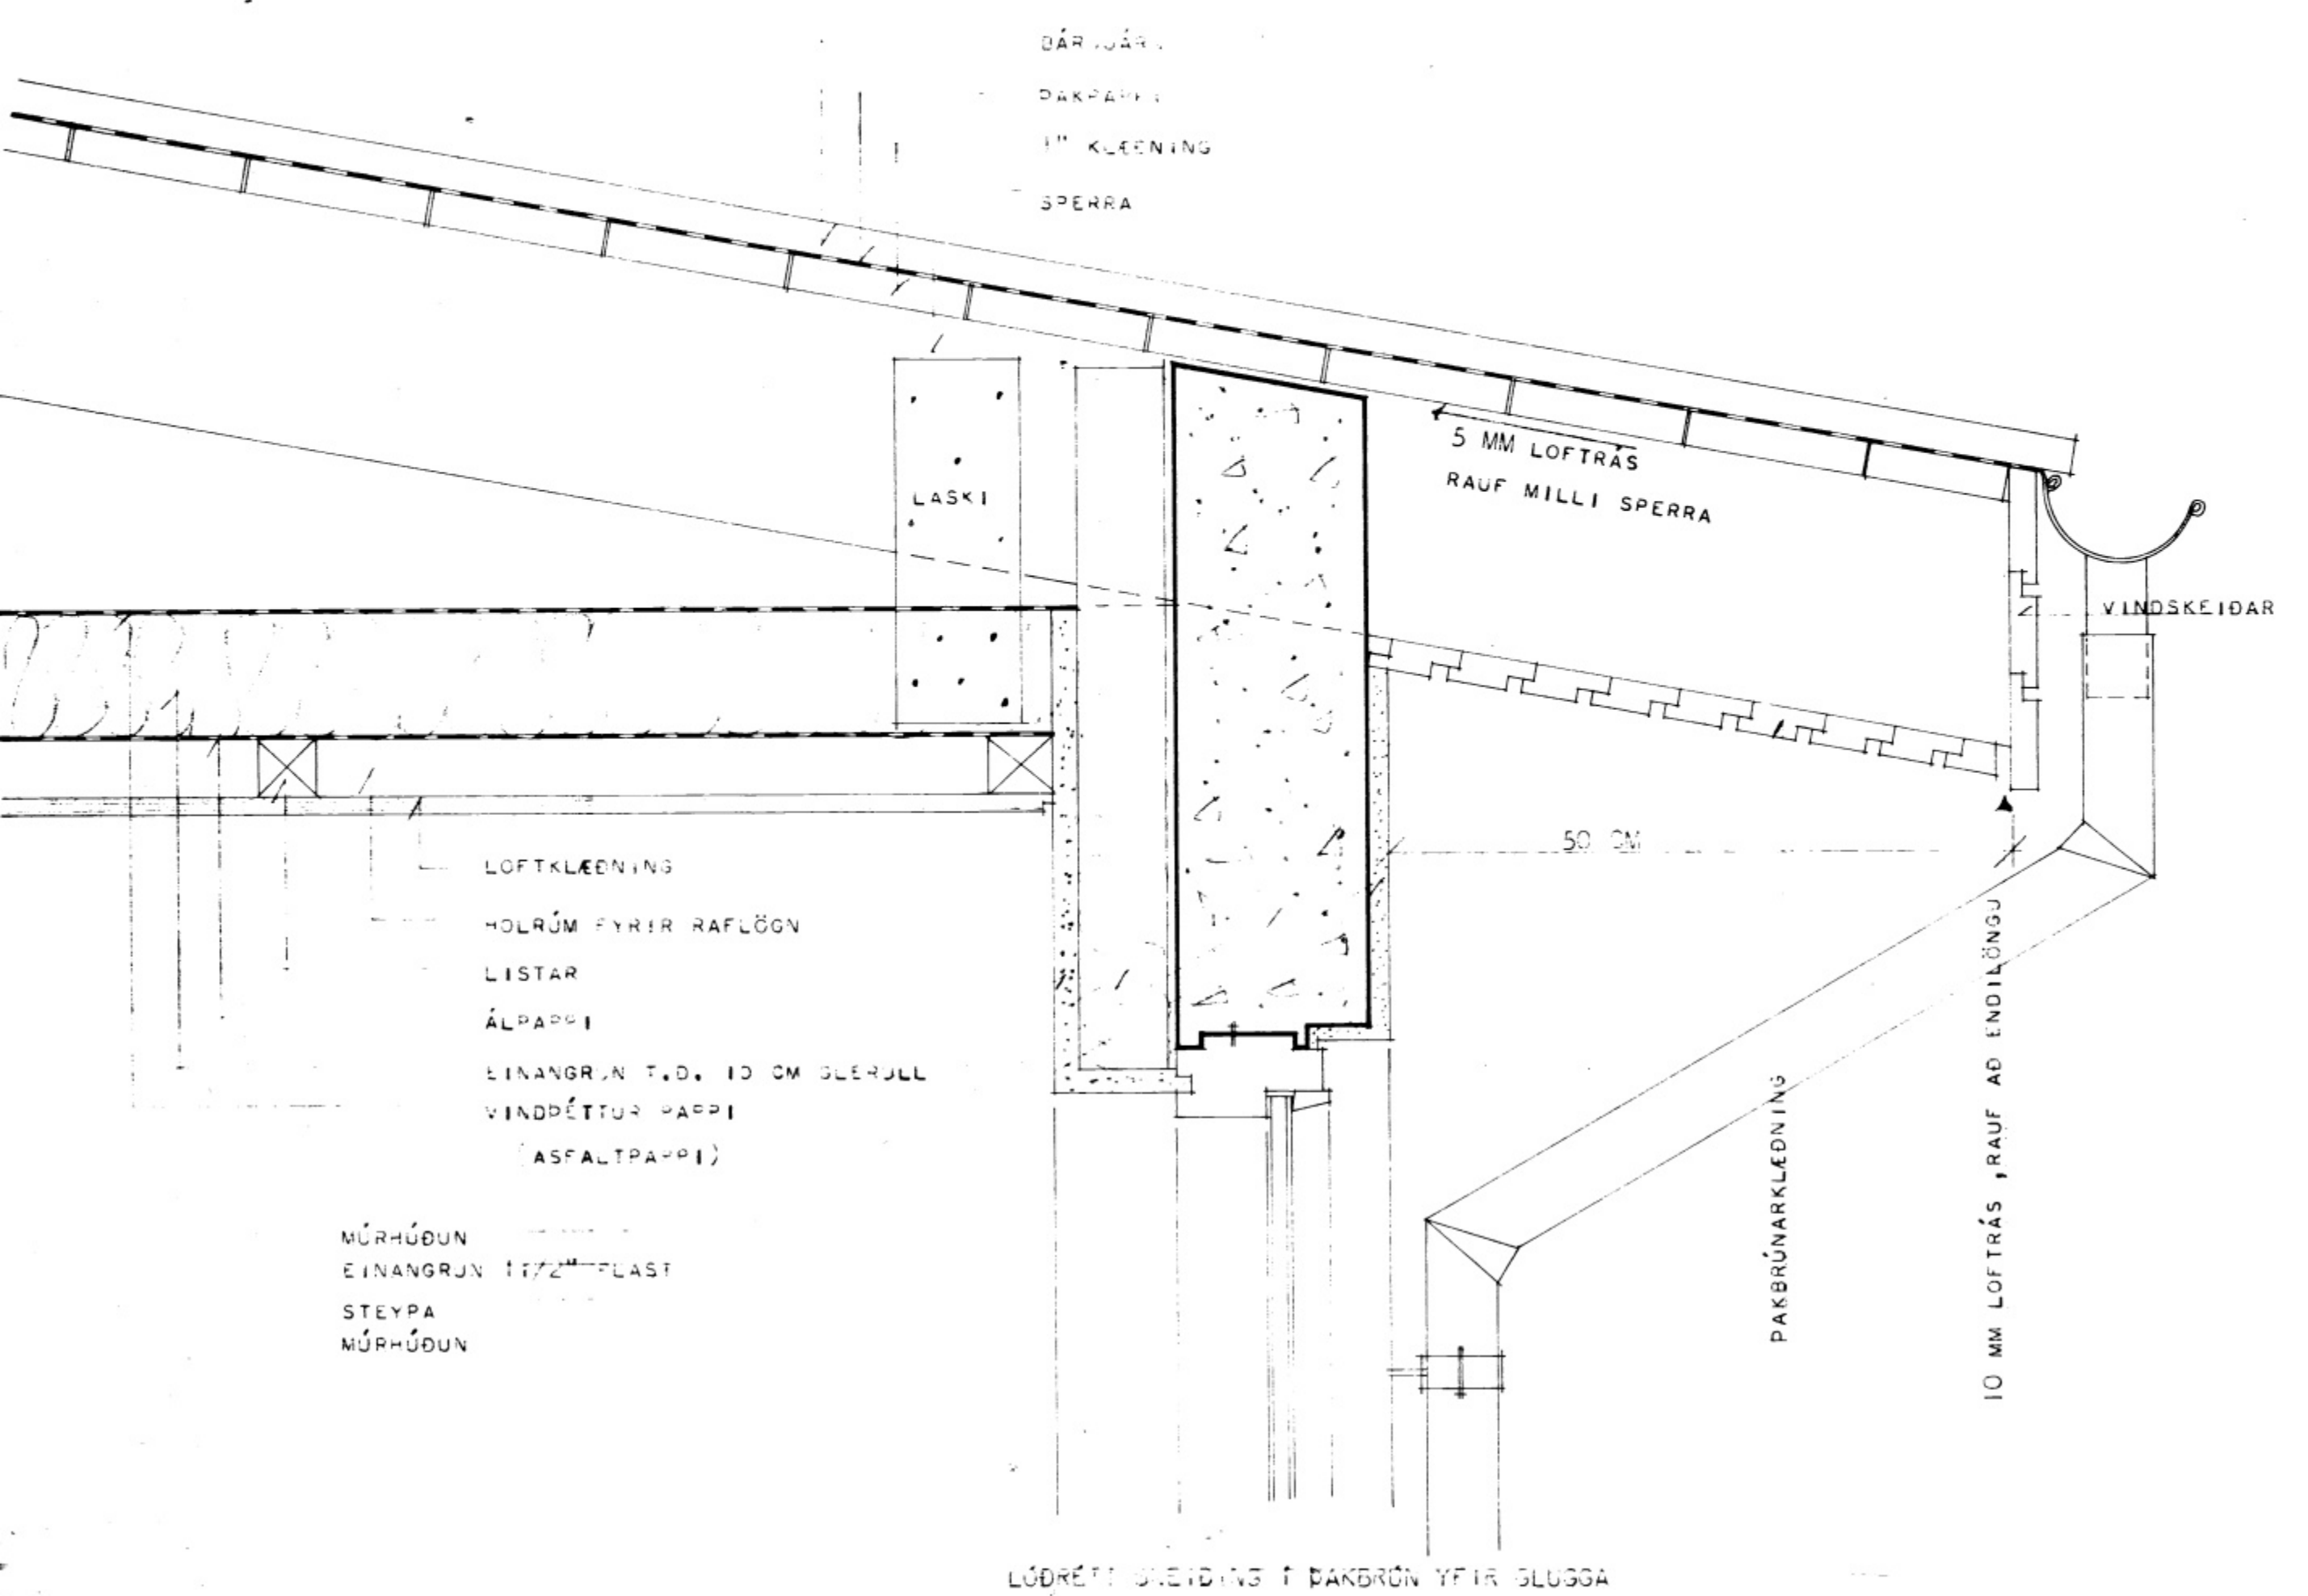 BÁRUJÁRN
ÞAKPAPPI
1" KLÆÐNING
SPERRA
LASKI
5 MM LOFTRÁS
RAUF MILLI SPERRA
VINDSKEIÐAR
50 CM
LOFTKLÆÐNING
HOLRÚM FYRIR RAFLÖGN
LISTAR
ÁLPAPPI
EINANGRUN T.D. 10 CM GLERULL
VINDÞÉTTUR PAPPI
(ASFALTPAPPI)
MÚRHÚÐUN
EINANGRUN 1 1/2" PLAST
STEYPA
MÚRHÚÐUN
ÞAKBRÚNARKLÆÐNING
10 MM LOFTRÁS ,RAUF AÐ ENDILÖNGU
LÓÐRÉTT SNEIÐING Í ÞAKBRÚN YFIR GLUGGA